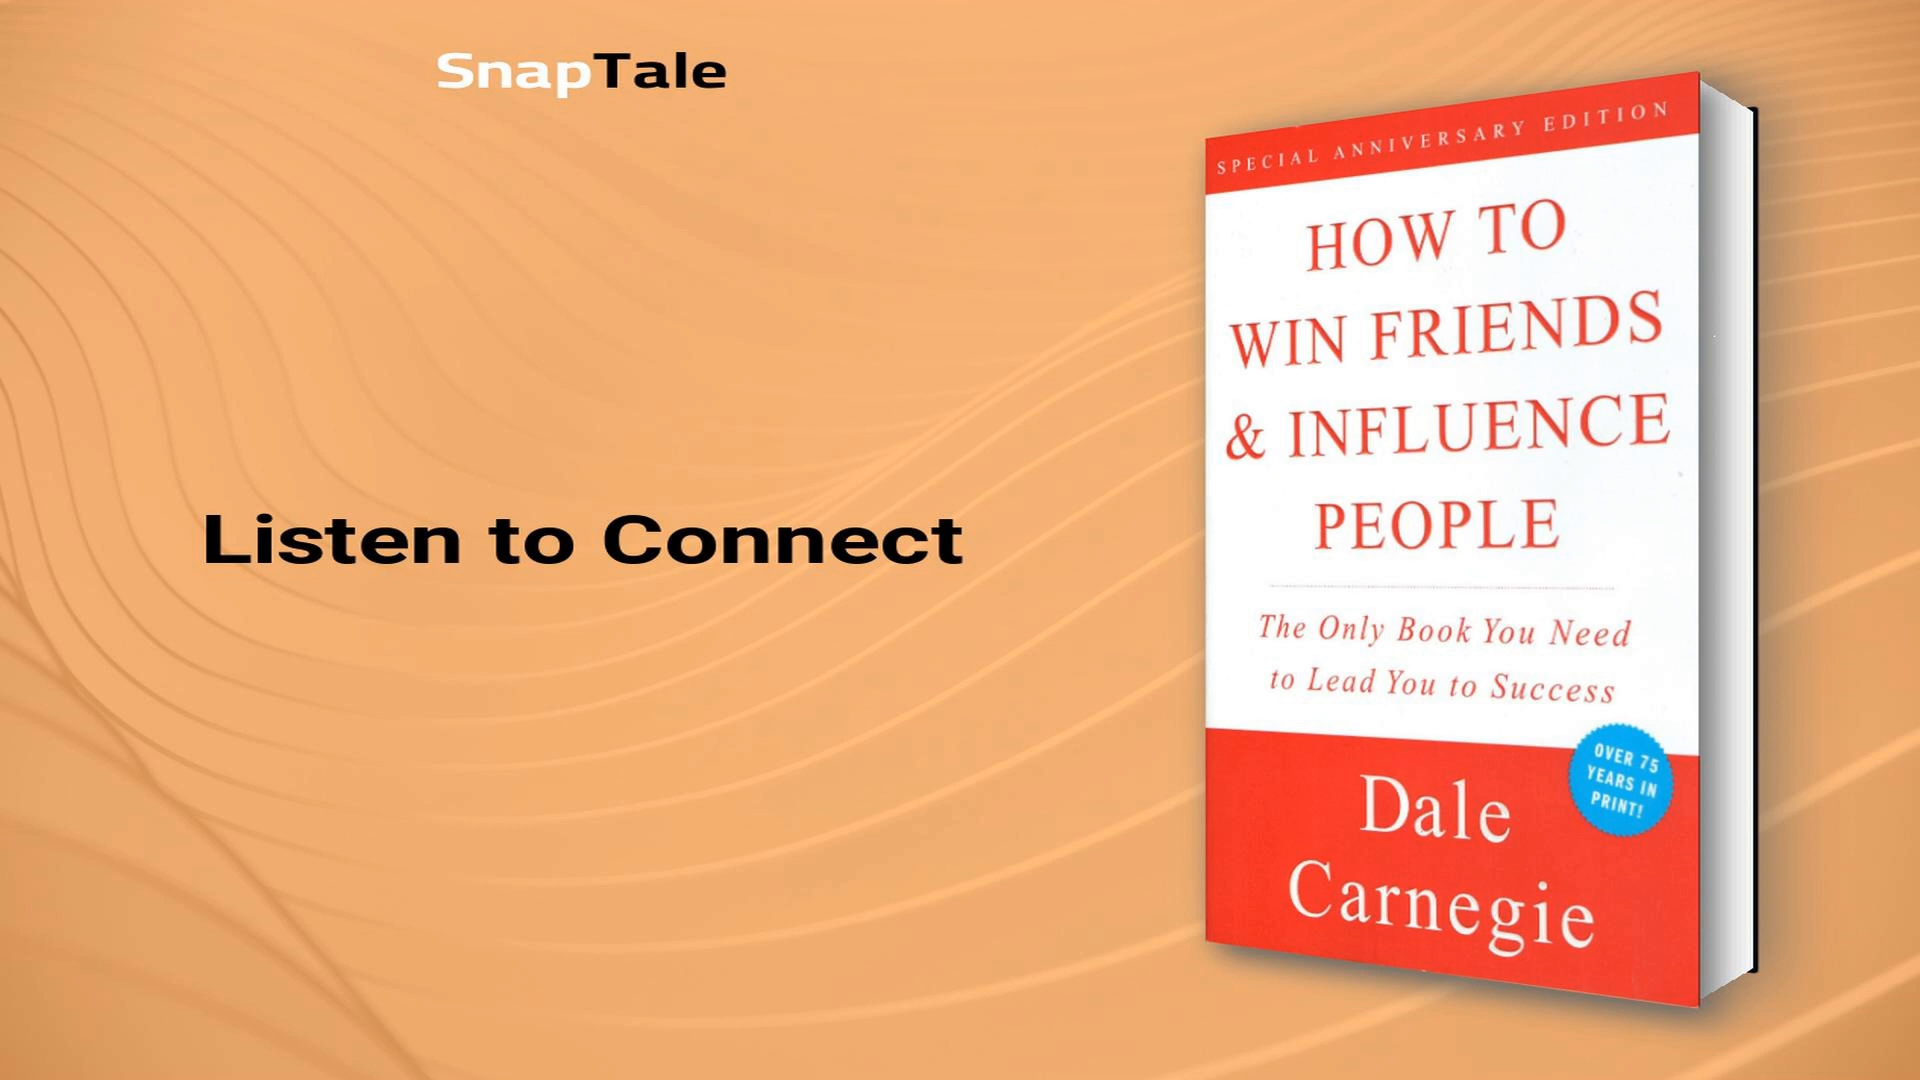 SnapTale
Listen to Connect
SPECIAL ANNIVERSARY EDITION
HOW TO
WIN FRIENDS
& INFLUENCE
PEOPLE
The Only Book You Need
to Lead You to Success
OVER 75
YEARS IN
PRINT!
Dale
Carnegie